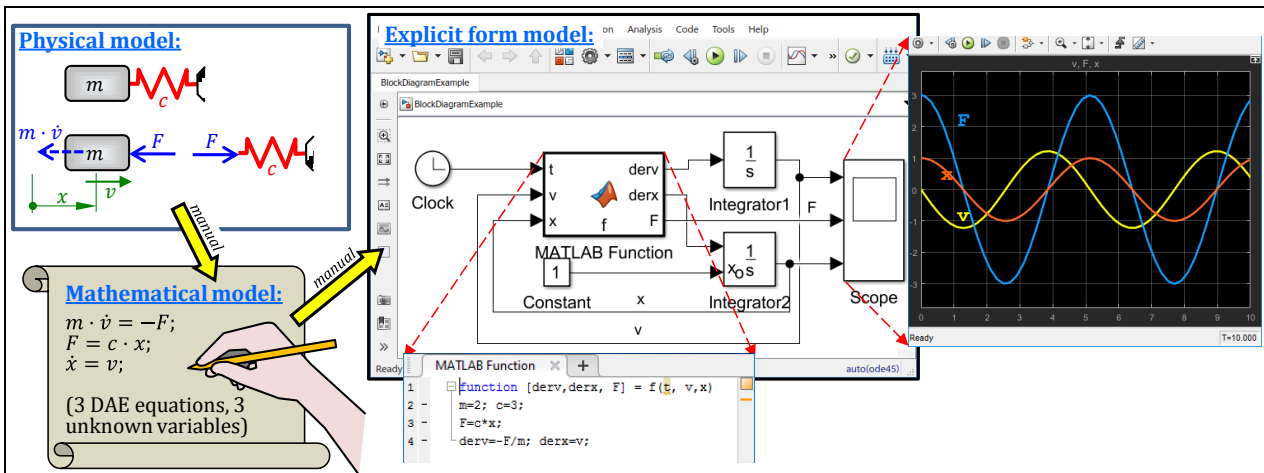 Physical model:
m
c
m · v̇
m
F
F
c
x
v
manual
Mathematical model:
m · v̇ = −F;
F = c · x;
ẋ = v;
(3 DAE equations, 3
unknown variables)
manual
Explicit form model:
on Analysis Code Tools Help
BlockDiagramExample
BlockDiagramExample
Clock
t
v
x
f
derv
derx
F
MATLAB Function
1
Constant
1
s
Integrator1
xo 1
s
Integrator2
F
x
v
Scope
Ready
auto(ode45)
MATLAB Function
1 function [derv,derx, F] = f(t, v,x)
2 - m=2; c=3;
3 - F=c*x;
4 - derv=-F/m; derx=v;
v, F, x
F
x
v
3
2
1
0
-1
-2
-3
0 1 2 3 4 5 6 7 8 9 10
Ready
T=10.000